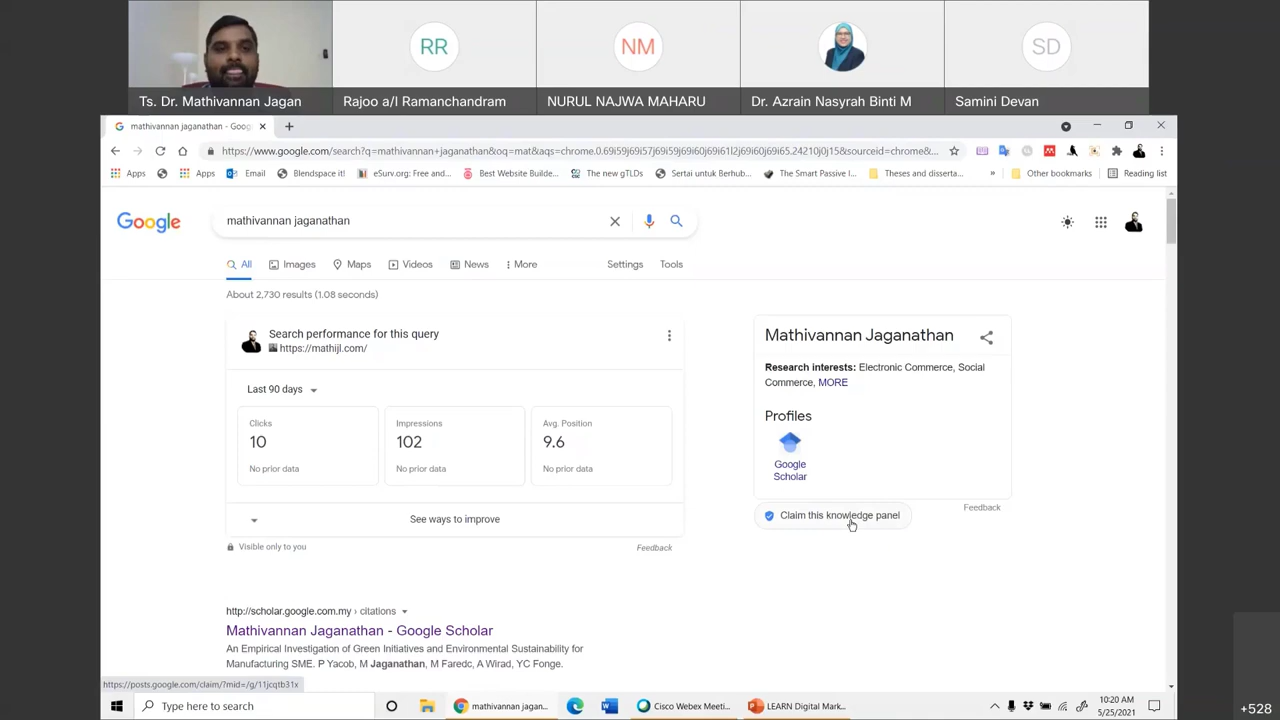 RR
NM
SD
Ts. Dr. Mathivannan Jagan
Rajoo a/l Ramanchandram
NURUL NAJWA MAHARU
Dr. Azrain Nasyrah Binti M
Samini Devan
mathivannan jaganathan - Goog
https://www.google.com/search?q=mathivannan+jaganathan&oq=mat&aqs=chrome.0.69i59j69i57j69i59j69i60j69i61l2j69i60j69i65.24210j0j15&sourceid=chrome&...
Apps
Apps
Email
Blendspace it!
eSurv.org: Free and...
Best Website Builde...
The new gTLDs
Sertai untuk Berhub...
The Smart Passive I...
Theses and disserta...
»
Other bookmarks
Reading list
Google
mathivannan jaganathan
All
Images
Maps
Videos
News
More
Settings
Tools
About 2,730 results (1.08 seconds)
Search performance for this query
https://mathijl.com/
Last 90 days
Clicks
10
No prior data
Impressions
102
No prior data
Avg. Position
9.6
No prior data
See ways to improve
Visible only to you
Feedback
Mathivannan Jaganathan
Research interests: Electronic Commerce, Social
Commerce, MORE
Profiles
Google
Scholar
Feedback
Claim this knowledge panel
http://scholar.google.com.my › citations
Mathivannan Jaganathan - Google Scholar
An Empirical Investigation of Green Initiatives and Environmental Sustainability for
Manufacturing SME. P Yacob, M Jaganathan, M Faredc, A Wirad, YC Fonge.
https://posts.google.com/claim/?mid=/g/11jcqtb31x
Type here to search
mathivannan jagan...
Cisco Webex Meeti...
LEARN Digital Mark...
10:20 AM
5/25/2021
+528